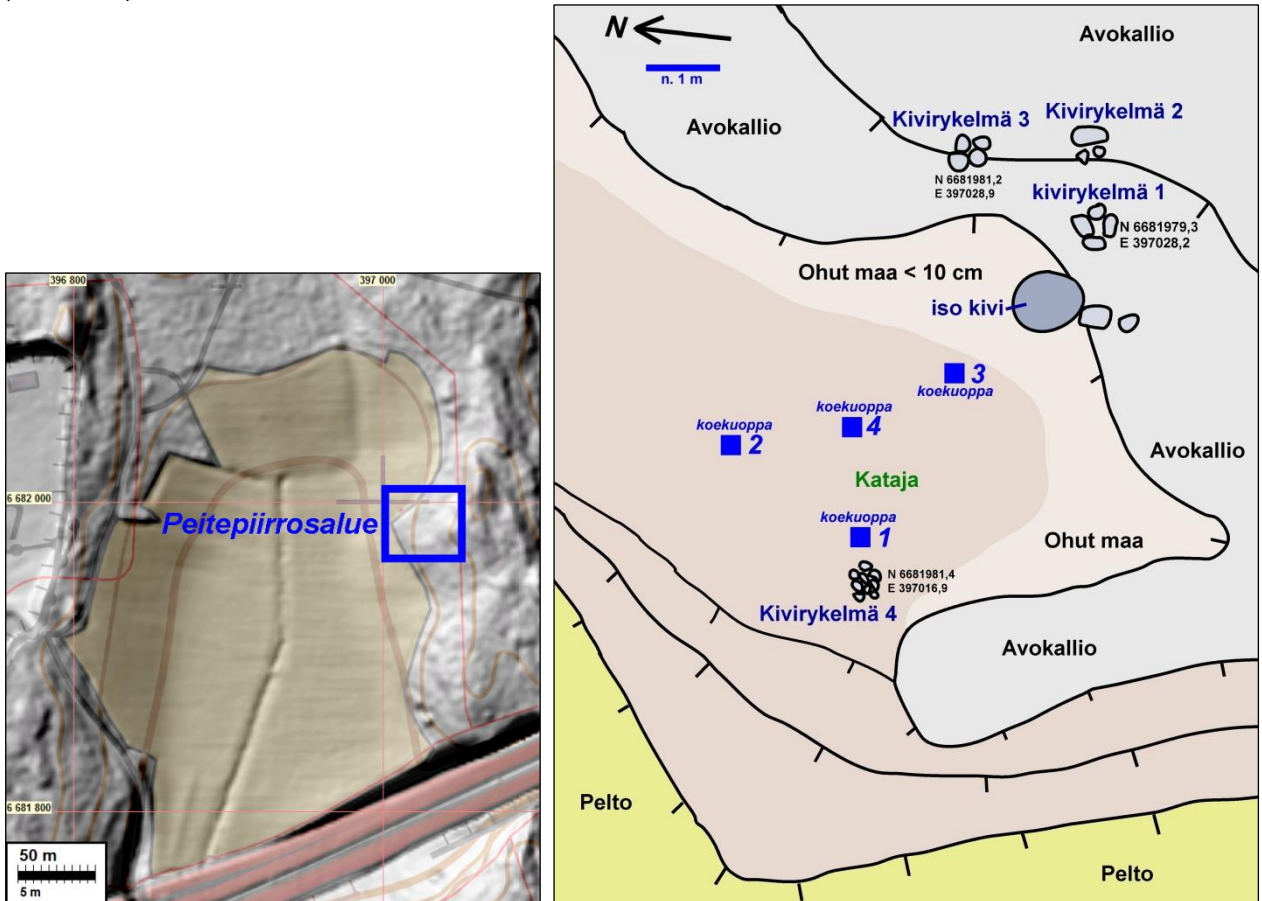 396 800
397 000
6 682 000
Peitepiirrosalue
6 681 800
50 m
5 m
N
n. 1 m
Avokallio
Avokallio
Kivirykelmä 3
Kivirykelmä 2
N 6681981,2
E 397028,9
kivirykelmä 1
N 6681979,3
E 397028,2
Ohut maa < 10 cm
iso kivi
3
koekuoppa
koekuoppa
4
koekuoppa
2
Avokallio
Kataja
koekuoppa
1
Ohut maa
N 6681981,4
E 397016,9
Kivirykelmä 4
Avokallio
Pelto
Pelto